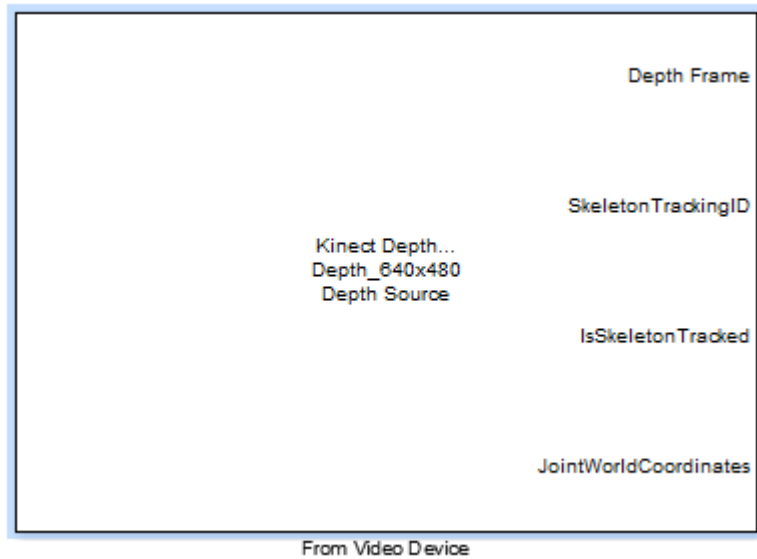 Depth Frame
SkeletonTrackingID
Kinect Depth...
Depth_640x480
Depth Source
IsSkeletonTracked
JointWorldCoordinates
From Video Device